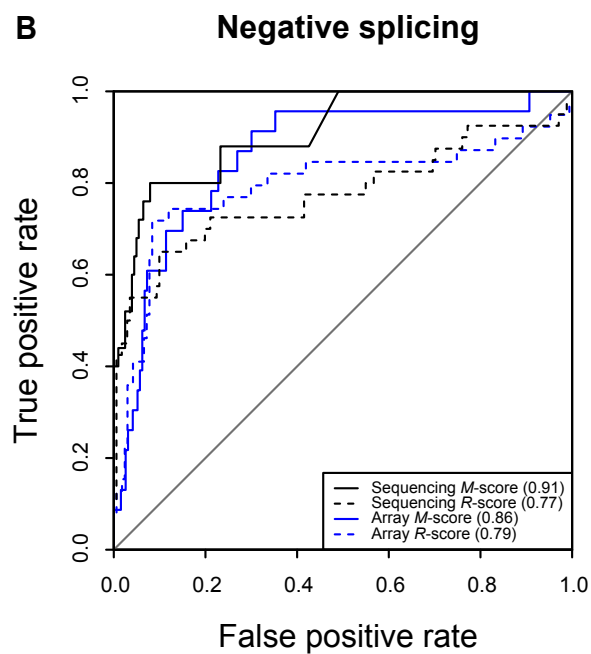 B
Negative splicing
True positive rate
1.0
0.8
0.6
0.4
0.2
0.0
Sequencing M-score (0.91)
Sequencing R-score (0.77)
Array M-score (0.86)
Array R-score (0.79)
0.0 0.2 0.4 0.6 0.8 1.0
False positive rate